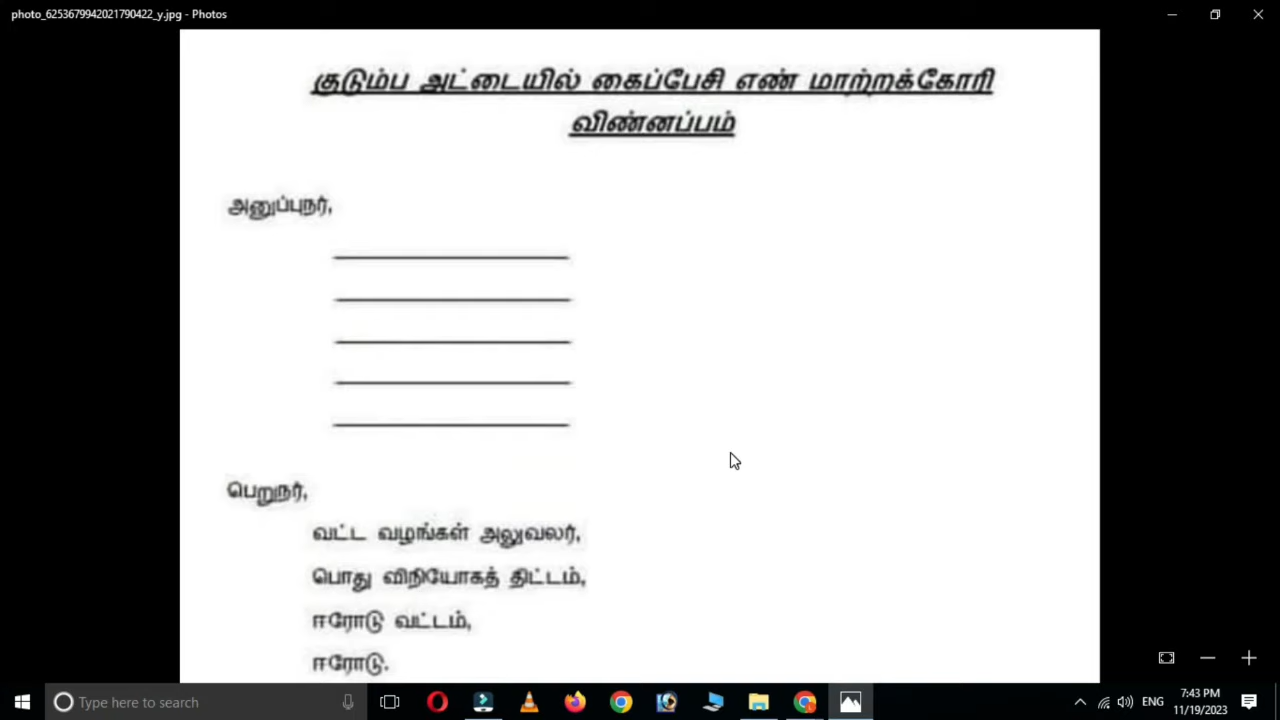 photo_6253679942021790422_y.jpg - Photos
குடும்ப அட்டையில் கைப்பேசி எண் மாற்றக்கோரி
விண்ணப்பம்
அனுப்புநர்,
பெறுநர்,
வட்ட வழங்கள் அலுவலர்,
பொது விநியோகத் திட்டம்,
ஈரோடு வட்டம்,
ஈரோடு.
Type here to search
ENG
7:43 PM
11/19/2023